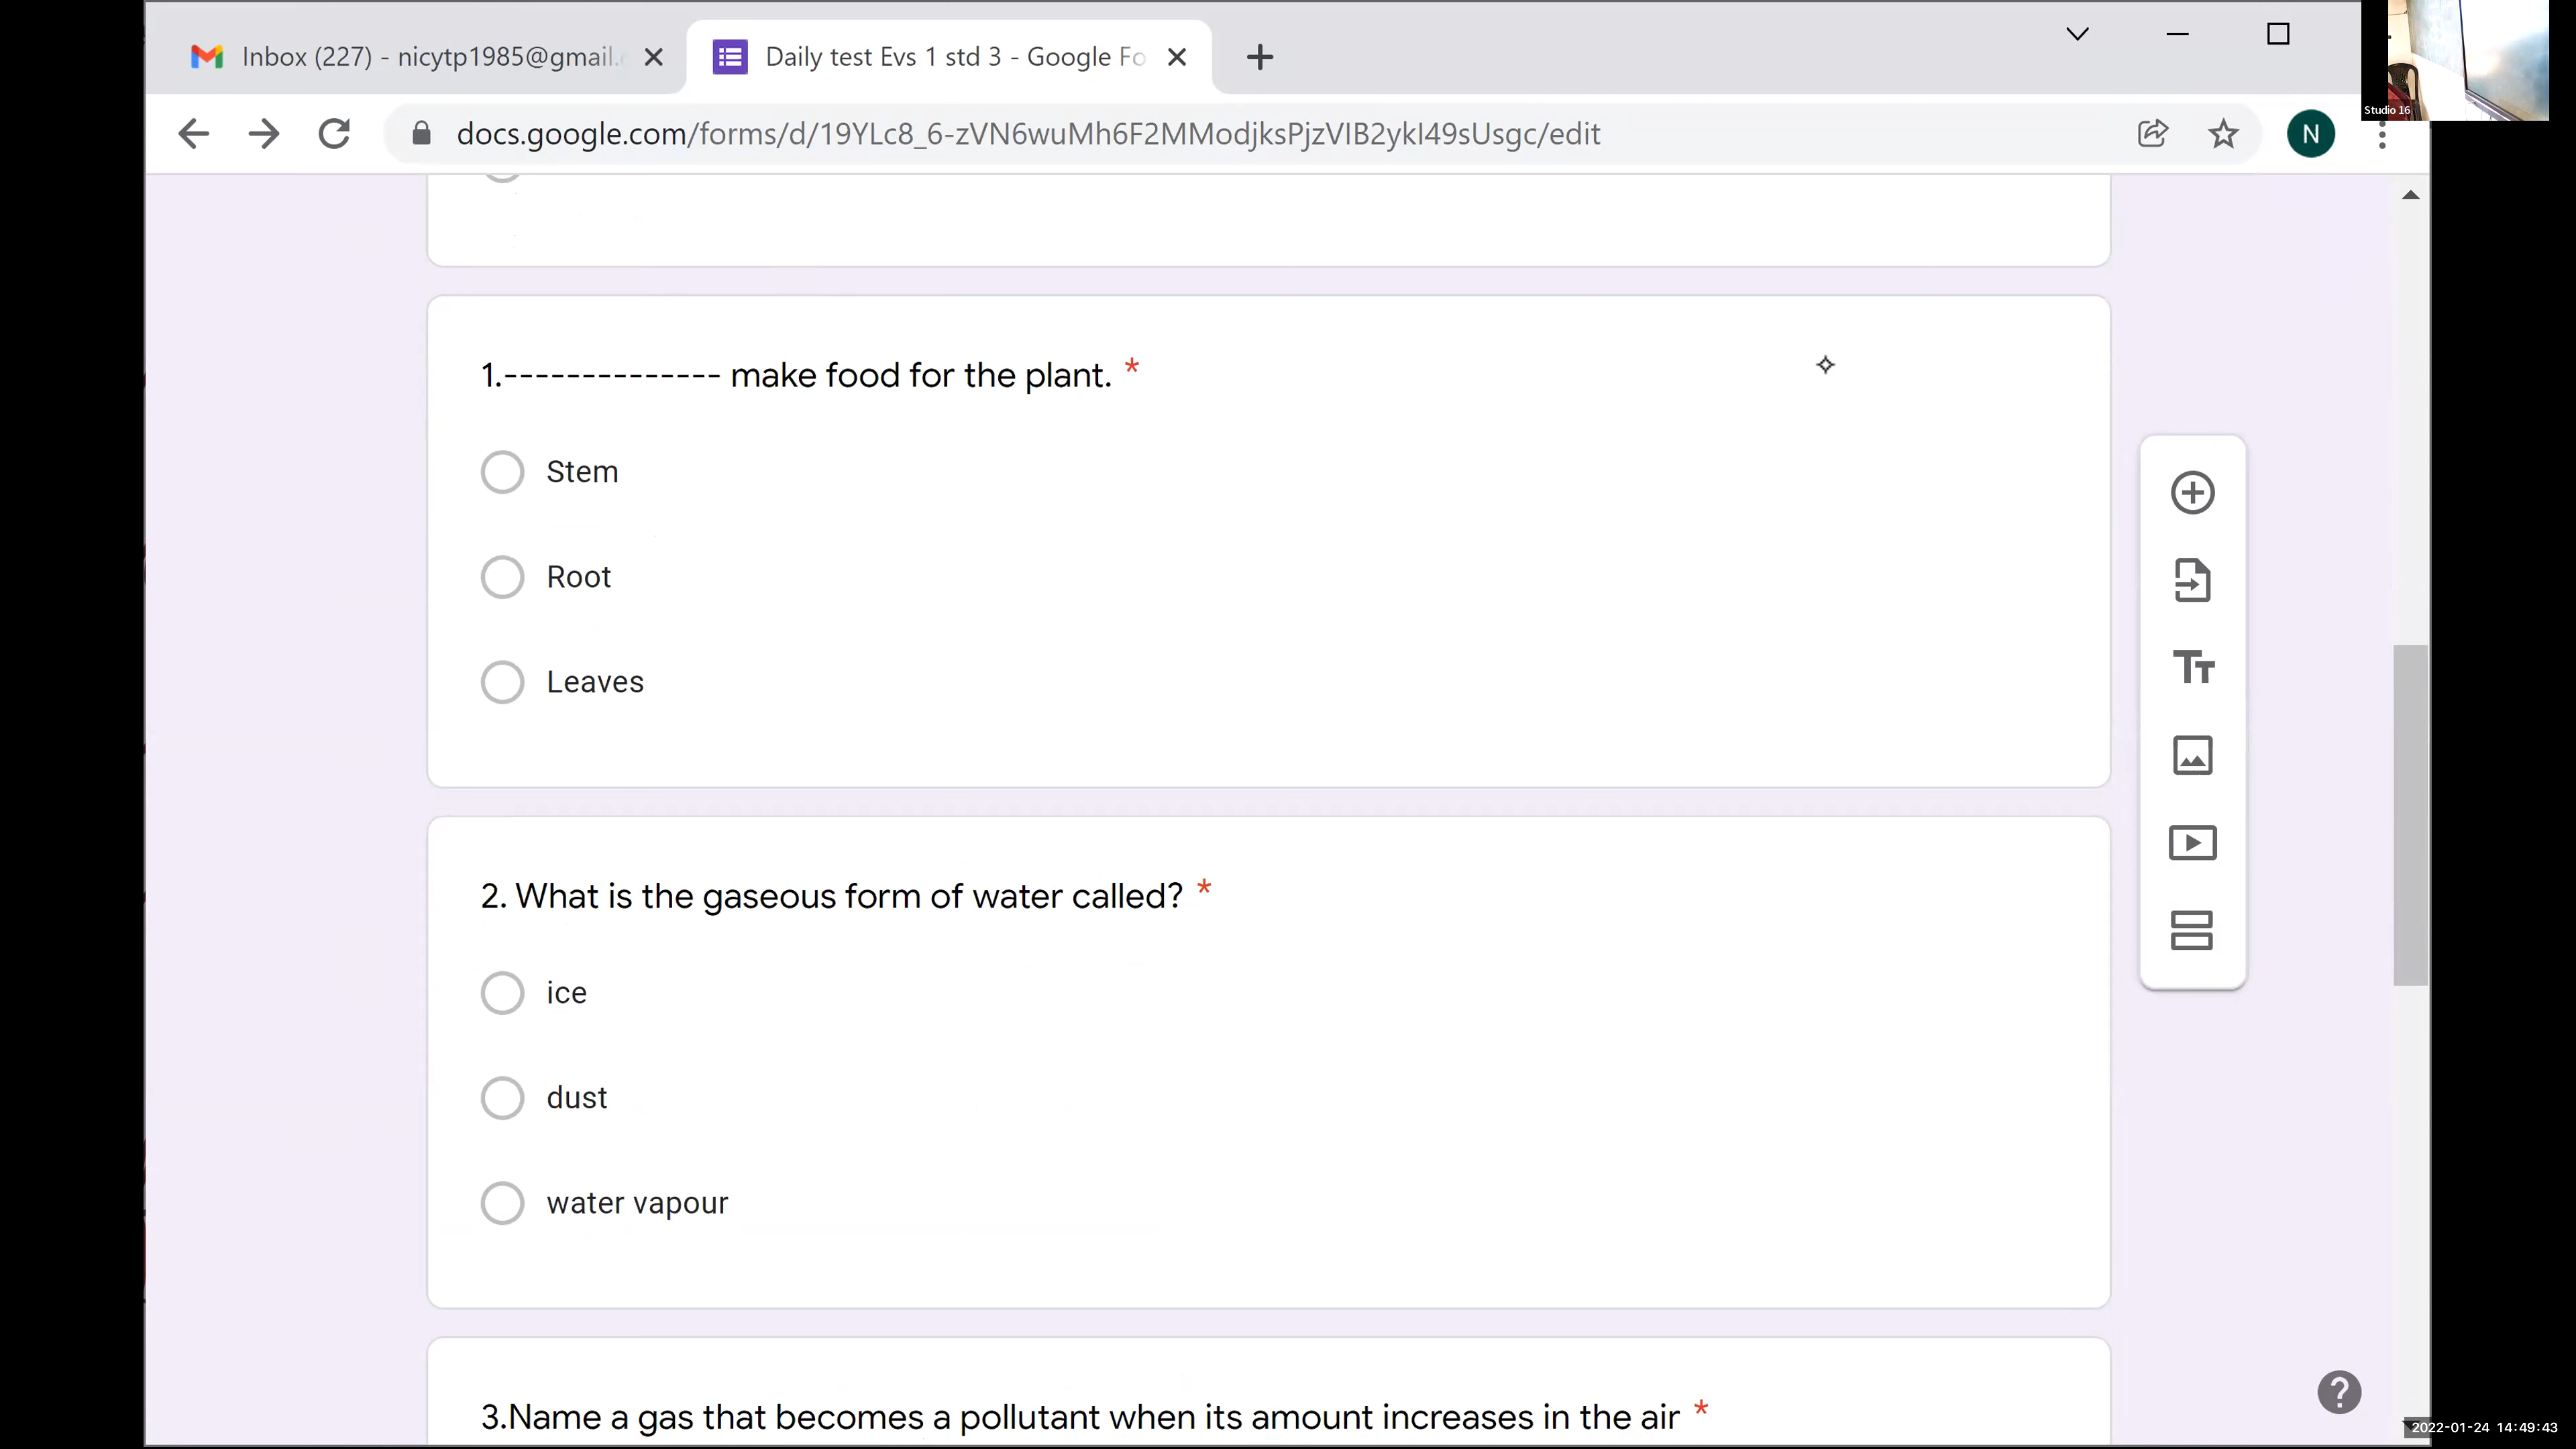 Inbox (227) - nicytp1985@gmail.
Daily test Evs 1 std 3 - Google Fo
Studio 16
docs.google.com/forms/d/19YLc8_6-zVN6wuMh6F2MModjksPjzVIB2ykI49sUsgc/edit
N
1.-------------- make food for the plant. *
Stem
Root
Leaves
2. What is the gaseous form of water called? *
ice
dust
water vapour
3.Name a gas that becomes a pollutant when its amount increases in the air *
2022-01-24 14:49:43